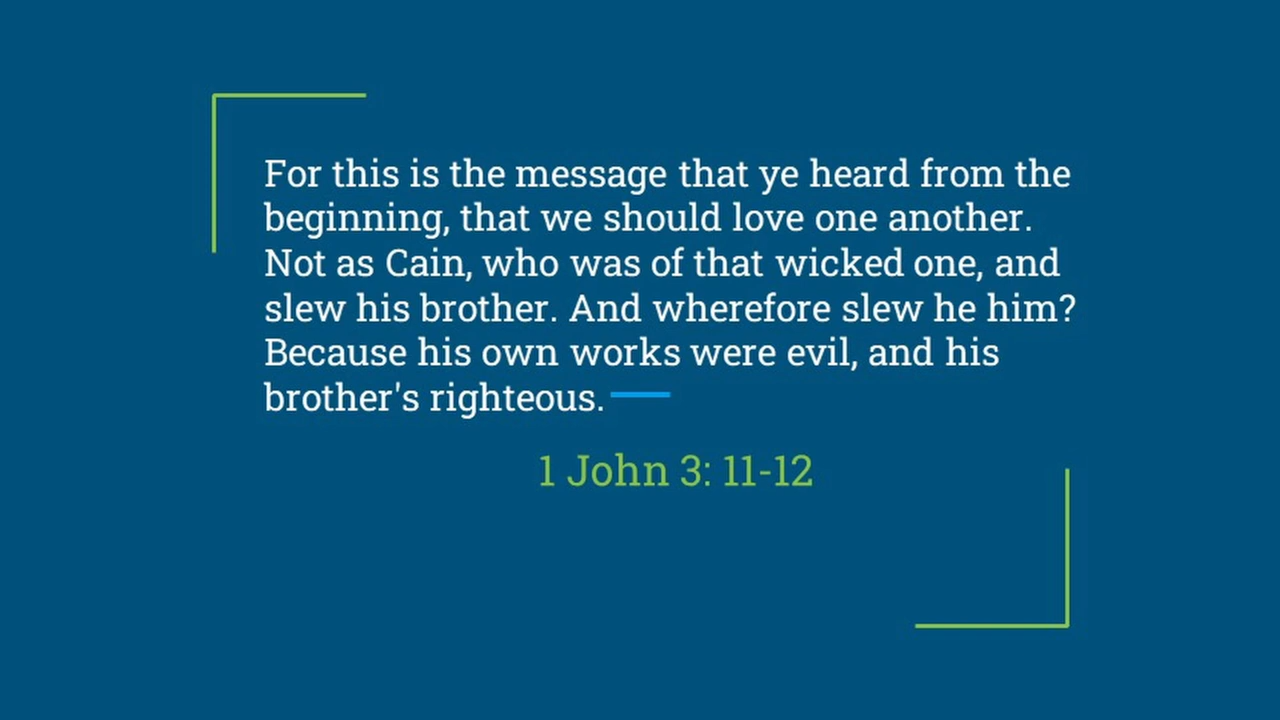 For this is the message that ye heard from the
beginning, that we should love one another.
Not as Cain, who was of that wicked one, and
slew his brother. And wherefore slew he him?
Because his own works were evil, and his
brother's righteous.
1 John 3: 11-12